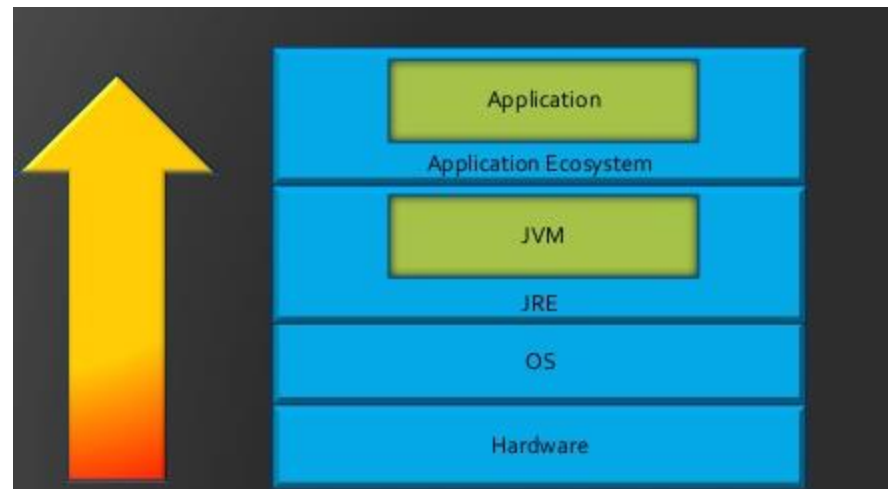 Application
Application Ecosystem
JVM
JRE
OS
Hardware